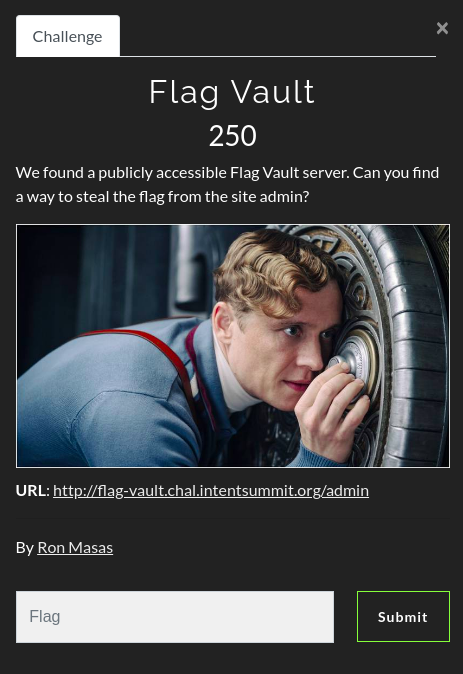 Challenge
×
Flag Vault
250
We found a publicly accessible Flag Vault server. Can you find
a way to steal the flag from the site admin?
URL: http://flag-vault.chal.intentsummit.org/admin
By Ron Masas
Flag
Submit